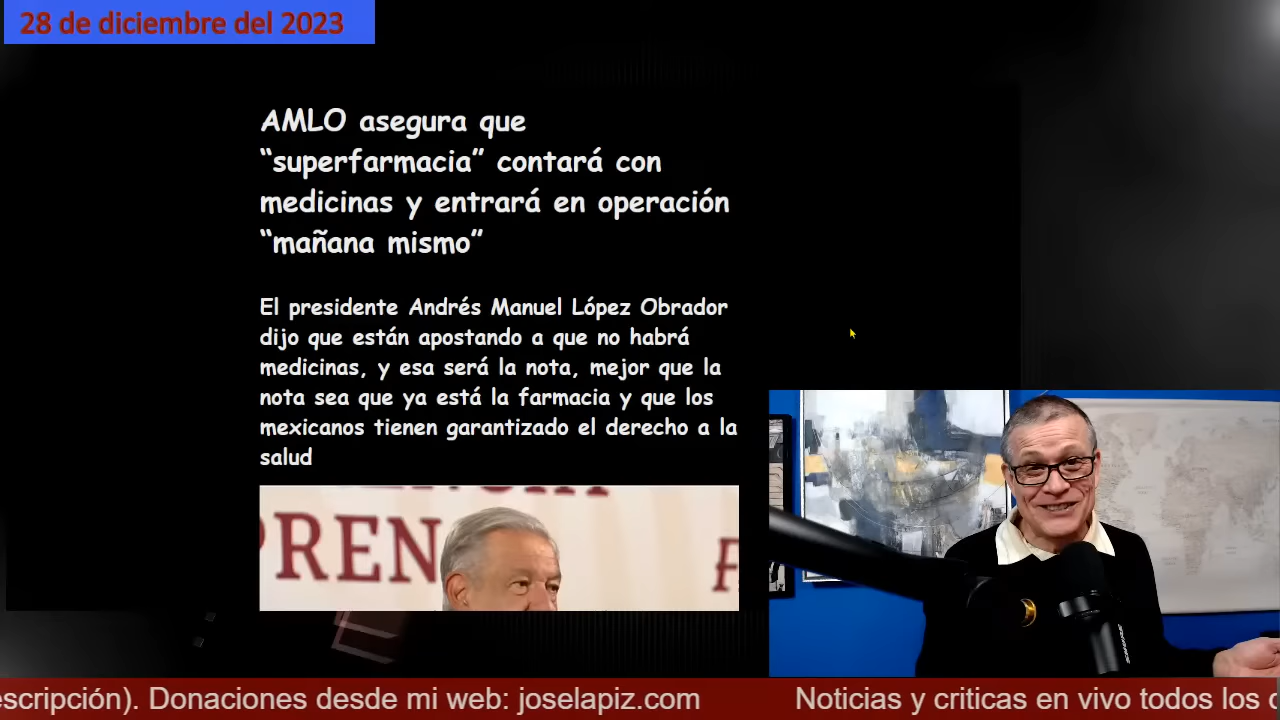 28 de diciembre del 2023
AMLO asegura que
“superfarmacia” contará con
medicinas y entrará en operación
“mañana mismo”
El presidente Andrés Manuel López Obrador
dijo que están apostando a que no habrá
medicinas, y esa será la nota, mejor que la
nota sea que ya está la farmacia y que los
mexicanos tienen garantizado el derecho a la
salud
PREN
escripción). Donaciones desde mi web: joselapiz.com Noticias y criticas en vivo todos los